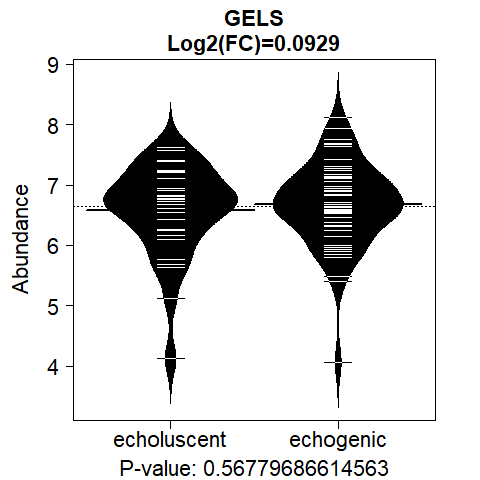 GELS
Log2(FC)=0.0929
Abundance
9
8
7
6
5
4
echoluscent echogenic
P-value: 0.56779686614563